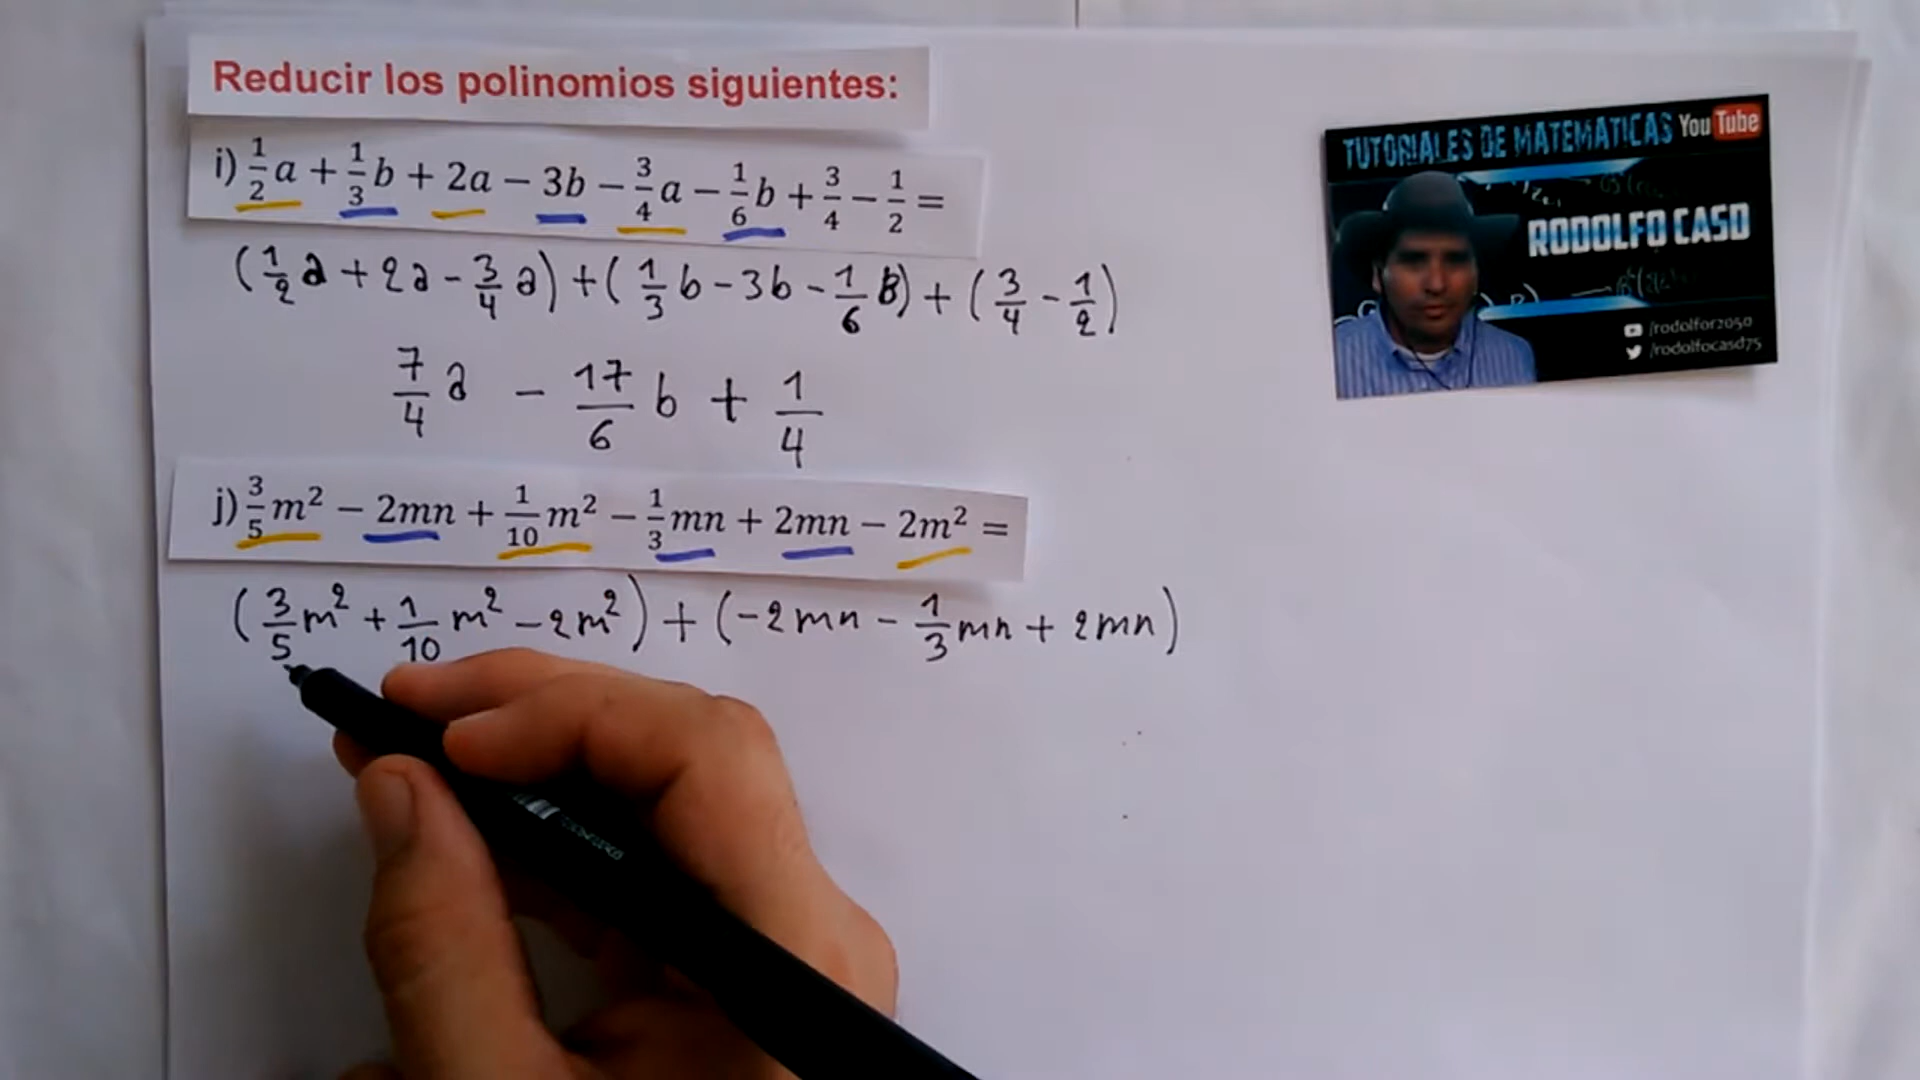 Reducir los polinomios siguientes:
i) 1/2 a + 1/3 b + 2a − 3b − 3/4 a − 1/6 b + 3/4 − 1/2 =
(1/2 a + 2a - 3/4 a) + (1/3 b - 3b - 1/6 b) + (3/4 - 1/2)
7/4 a - 17/6 b + 1/4
j) 3/5 m² − 2mn + 1/10 m² − 1/3 mn + 2mn − 2m² =
(3/5 m² + 1/10 m² - 2m²) + (-2mn - 1/3 mn + 2mn)
TUTORIALES DE MATEMATICAS YouTube
RODOLFO CASD
/rodolfor2050
/rodolfocasd75